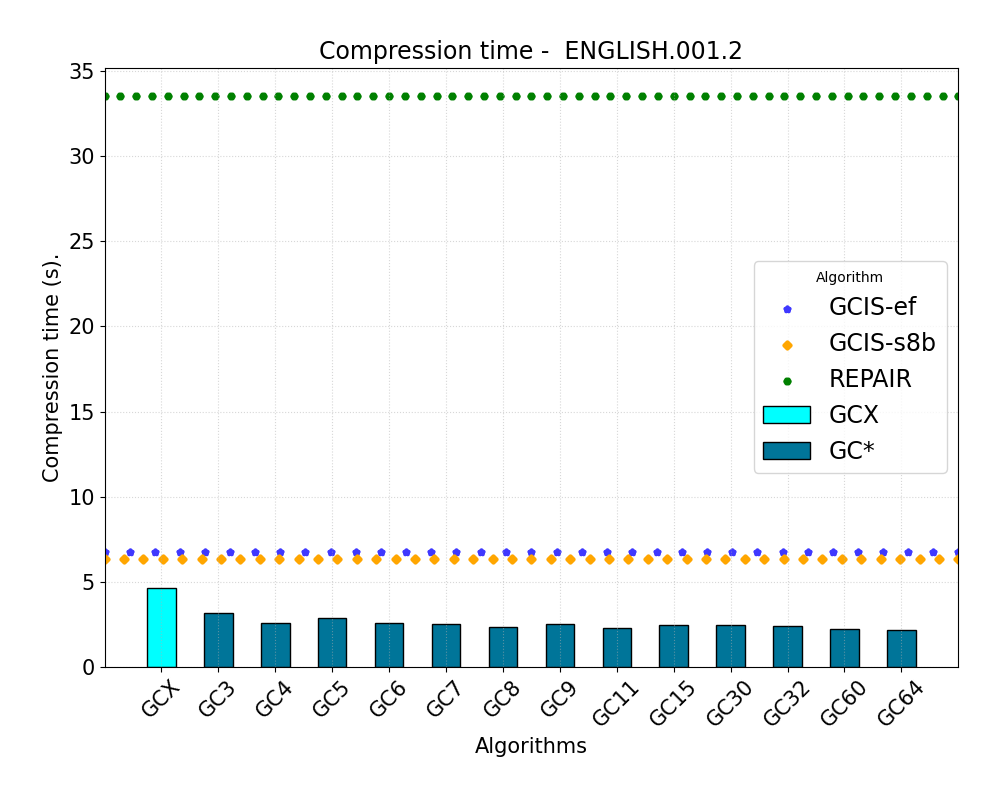 Compression time -  ENGLISH.001.2
35
30
25
20
15
10
5
0
Compression time (s).
Algorithm
GCIS-ef
GCIS-s8b
REPAIR
GCX
GC*
GCX
GC3
GC4
GC5
GC6
GC7
GC8
GC9
GC11
GC15
GC30
GC32
GC60
GC64
Algorithms